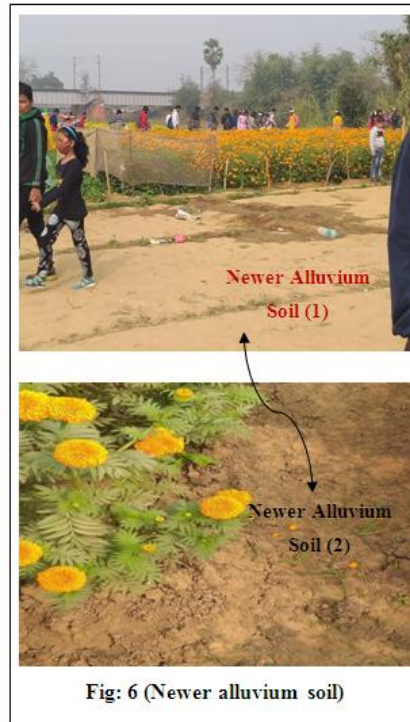 Newer Alluvium
Soil (1)
Newer Alluvium
Soil (2)
Fig: 6 (Newer alluvium soil)